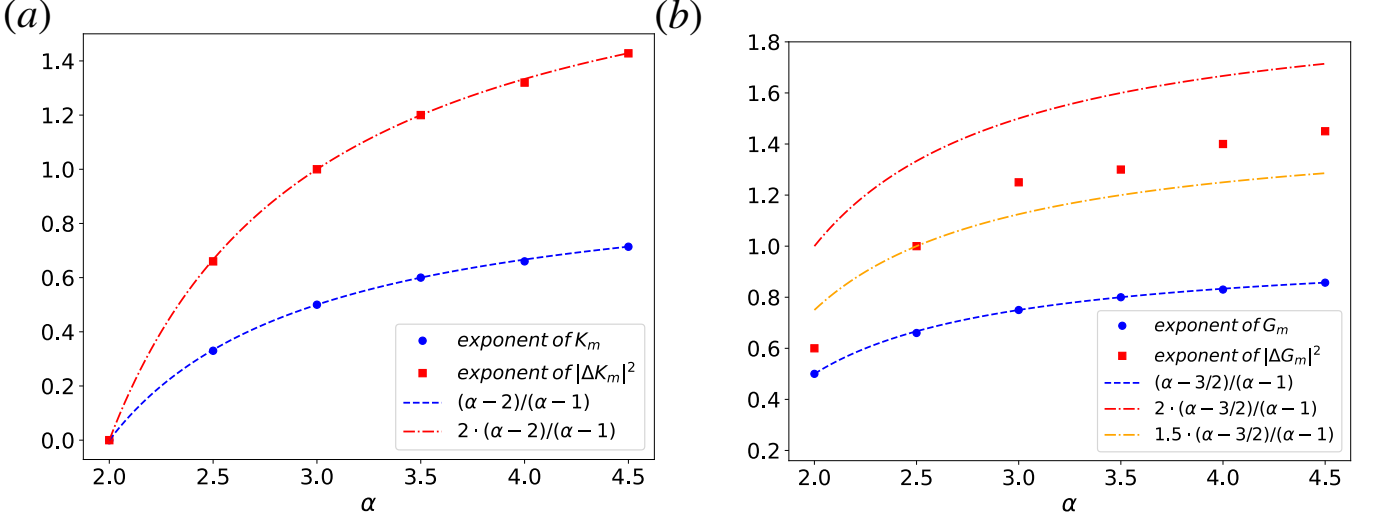 (a)
1.4
1.2
1.0
0.8
0.6
0.4
0.2
0.0
2.0 2.5 3.0 3.5 4.0 4.5
α
exponent of K_m
exponent of |ΔK_m|²
(α − 2)/(α − 1)
2 · (α − 2)/(α − 1)
(b)
1.8
1.6
1.4
1.2
1.0
0.8
0.6
0.4
0.2
2.0 2.5 3.0 3.5 4.0 4.5
α
exponent of G_m
exponent of |ΔG_m|²
(α − 3/2)/(α − 1)
2 · (α − 3/2)/(α − 1)
1.5 · (α − 3/2)/(α − 1)